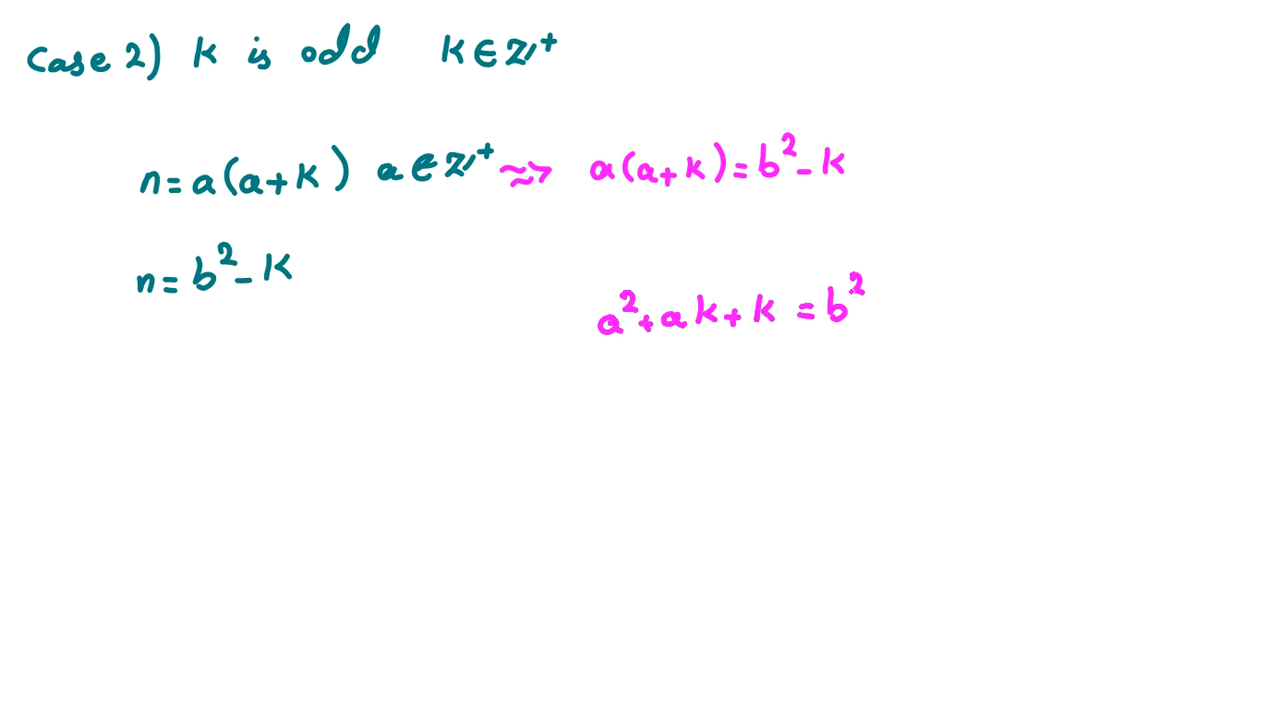 Case 2) k is odd k∈ℤ⁺
n=a(a+k) a∈ℤ⁺ ⇝ a(a+k)=b²-k
n=b²-k
a²+ak+k=b²